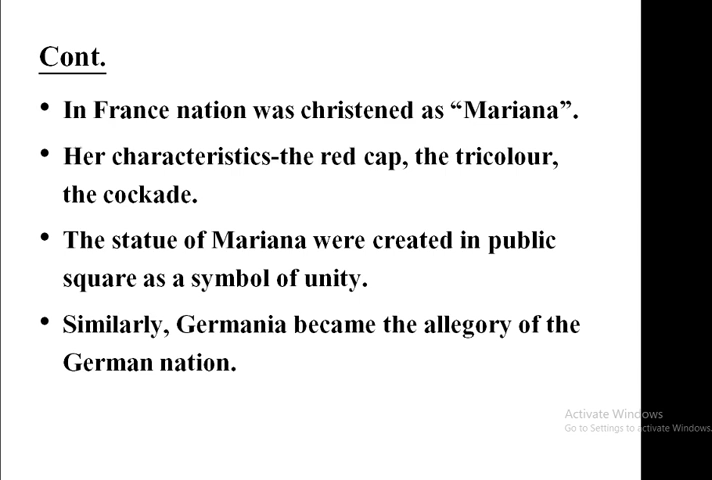 Cont.
• In France nation was christened as “Mariana”.
• Her characteristics-the red cap, the tricolour,
the cockade.
• The statue of Mariana were created in public
square as a symbol of unity.
• Similarly, Germania became the allegory of the
German nation.
Activate Windows
Go to Settings to activate Windows.